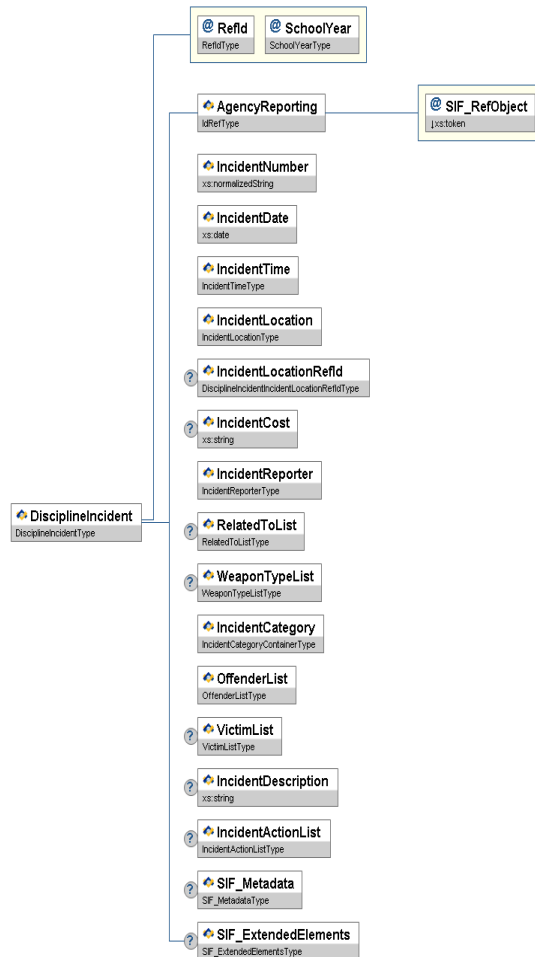 @ RefId
RefIdType
@ SchoolYear
SchoolYearType
AgencyReporting
IdRefType
@ SIF_RefObject
↓xs:token
IncidentNumber
xs:normalizedString
IncidentDate
xs:date
IncidentTime
IncidentTimeType
IncidentLocation
IncidentLocationType
? IncidentLocationRefId
DisciplineIncidentIncidentLocationRefIdType
? IncidentCost
xs:string
IncidentReporter
IncidentReporterType
DisciplineIncident
DisciplineIncidentType
? RelatedToList
RelatedToListType
? WeaponTypeList
WeaponTypeListType
IncidentCategory
IncidentCategoryContainerType
OffenderList
OffenderListType
? VictimList
VictimListType
? IncidentDescription
xs:string
? IncidentActionList
IncidentActionListType
? SIF_Metadata
SIF_MetadataType
? SIF_ExtendedElements
SIF_ExtendedElementsType